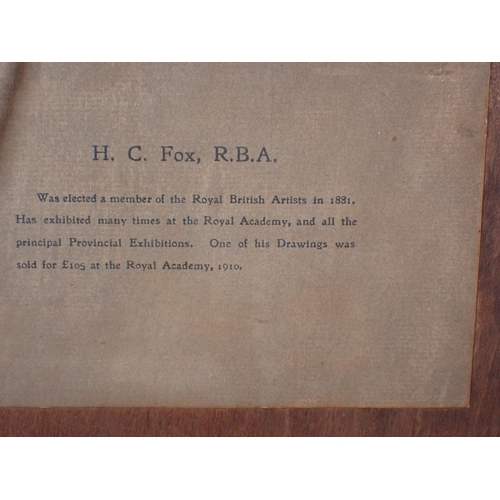 H. C. Fox, R.B.A.
Was elected a member of the Royal British Artists in 1881.
Has exhibited many times at the Royal Academy, and all the
principal Provincial Exhibitions. One of his Drawings was
sold for £105 at the Royal Academy, 1910.